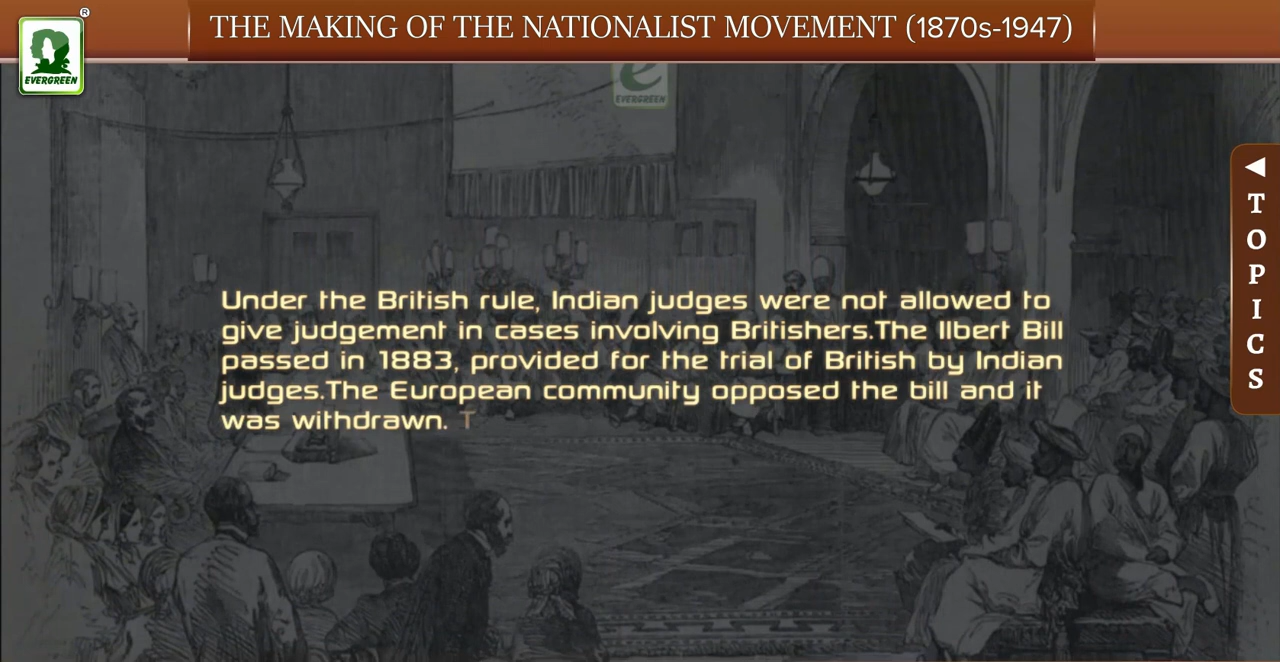 THE MAKING OF THE NATIONALIST MOVEMENT (1870s-1947)
®
EVERGREEN
EVERGREEN
Under the British rule, Indian judges were not allowed to
give judgement in cases involving Britishers.The Ilbert Bill
passed in 1883, provided for the trial of British by Indian
judges.The European community opposed the bill and it
was withdrawn. T
TOPICS